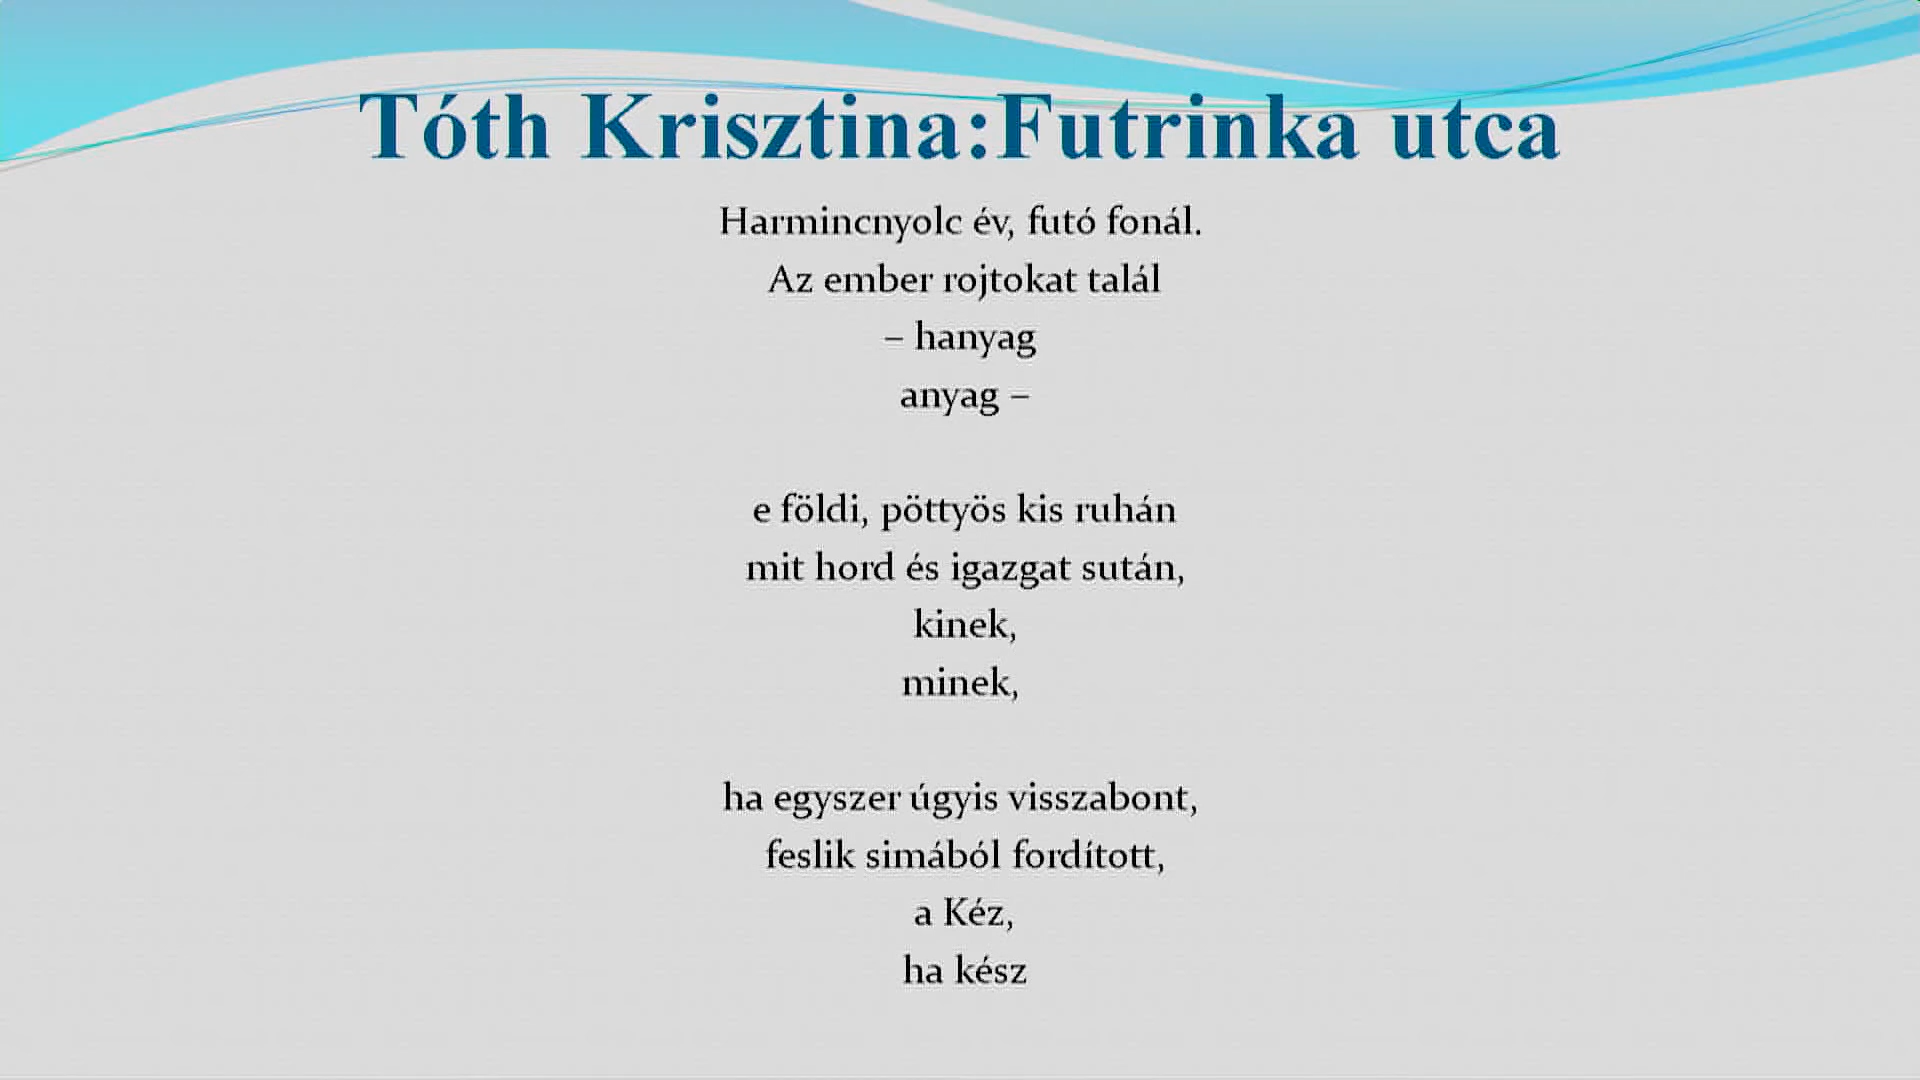 Tóth Krisztina:Futrinka utca
Harmincnyolc év, futó fonál.
Az ember rojtokat talál
– hanyag
anyag –
e földi, pöttyös kis ruhán
mit hord és igazgat sután,
kinek,
minek,
ha egyszer úgyis visszabont,
feslik simából fordított,
a Kéz,
ha kész